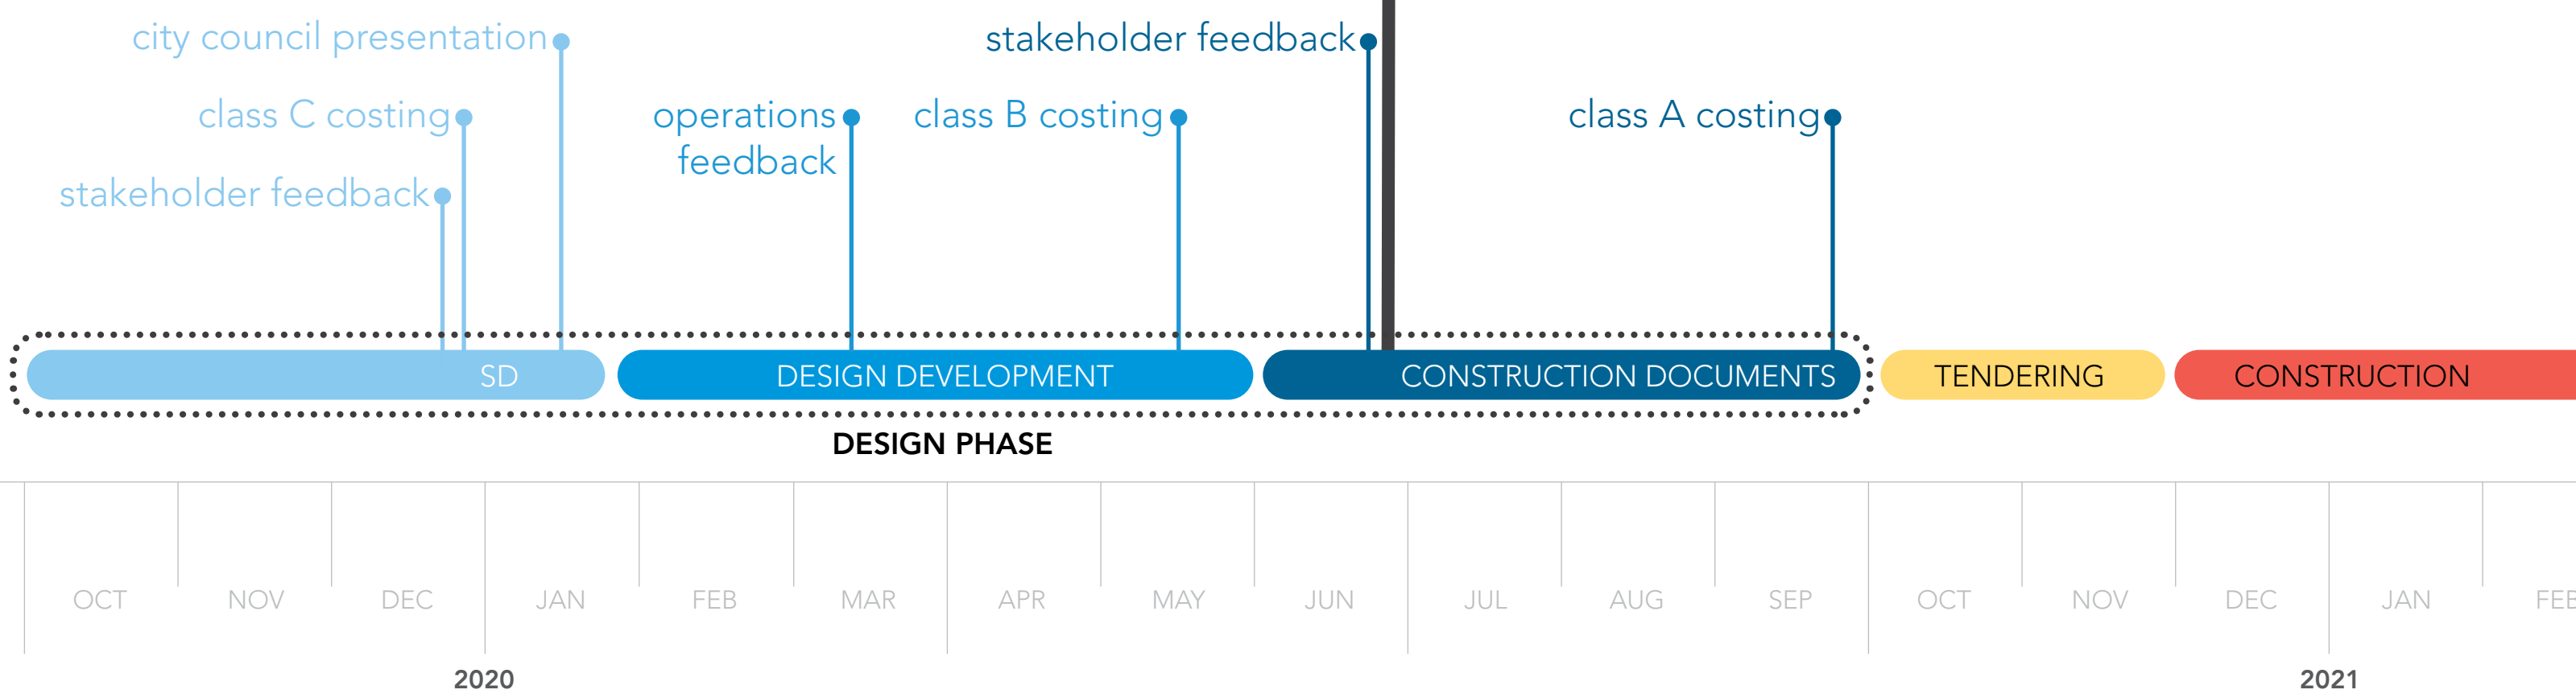 city council presentation
stakeholder feedback
class C costing
operations
feedback
class B costing
class A costing
stakeholder feedback
SD
DESIGN DEVELOPMENT
CONSTRUCTION DOCUMENTS
TENDERING
CONSTRUCTION
DESIGN PHASE
OCT
NOV
DEC
JAN
FEB
MAR
APR
MAY
JUN
JUL
AUG
SEP
OCT
NOV
DEC
JAN
FEB
2020
2021